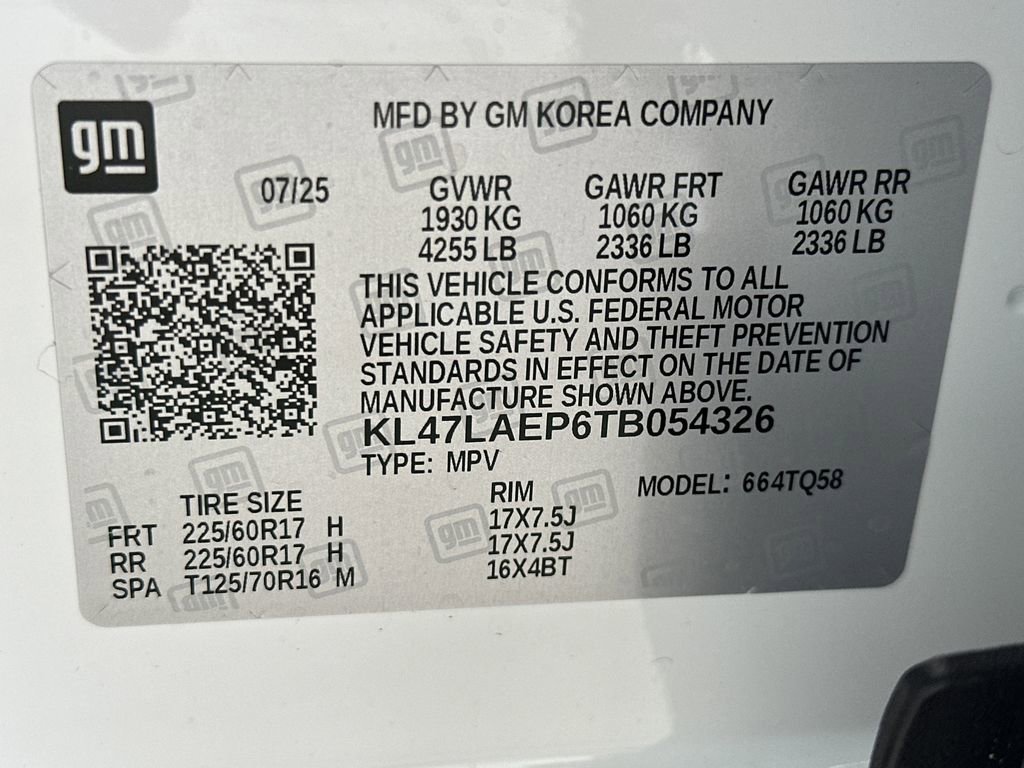 gm
MFD BY GM KOREA COMPANY
07/25 GVWR GAWR FRT GAWR RR
1930 KG 1060 KG 1060 KG
4255 LB 2336 LB 2336 LB
THIS VEHICLE CONFORMS TO ALL
APPLICABLE U.S. FEDERAL MOTOR
VEHICLE SAFETY AND THEFT PREVENTION
STANDARDS IN EFFECT ON THE DATE OF
MANUFACTURE SHOWN ABOVE.
KL47LAEP6TB054326
TYPE: MPV
MODEL: 664TQ58
TIRE SIZE RIM
FRT 225/60R17 H 17X7.5J
RR 225/60R17 H 17X7.5J
SPA T125/70R16 M 16X4BT